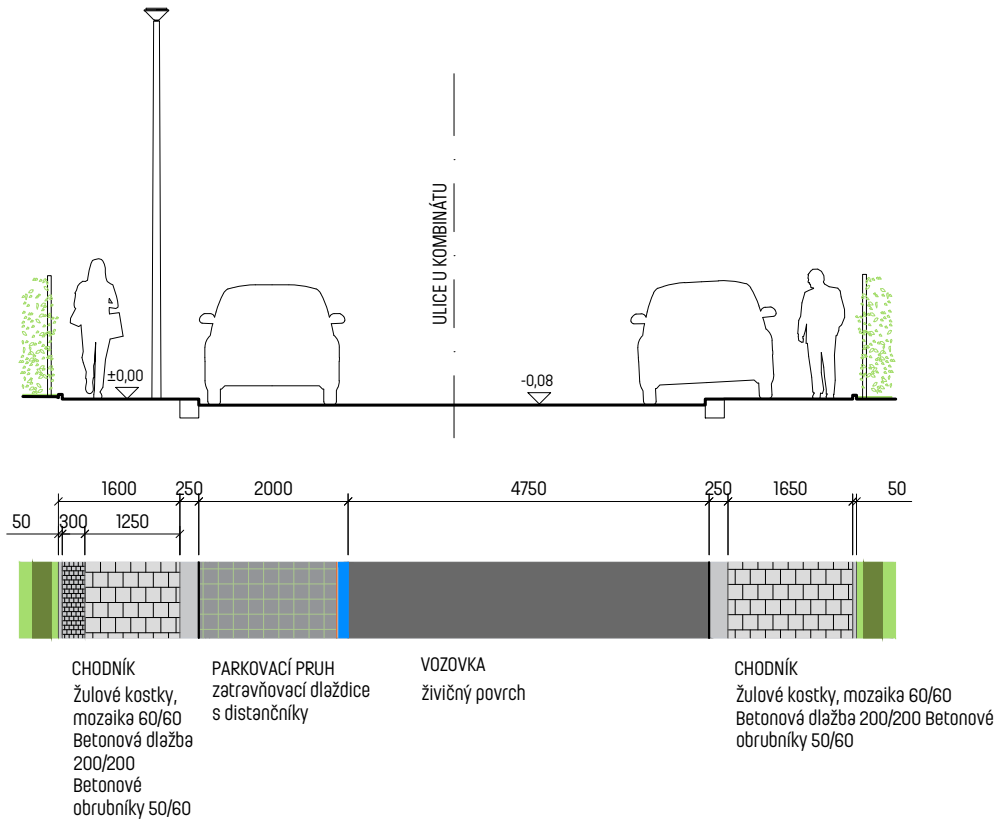 ULICE U KOMBINÁTU
±0,00
-0,08
1600 250 2000 4750 250 1650 50
50 300 1250
CHODNÍK
Žulové kostky,
mozaika 60/60
Betonová dlažba
200/200
Betonové
obrubníky 50/60
PARKOVACÍ PRUH
zatravňovací dlaždice
s distančníky
VOZOVKA
živičný povrch
CHODNÍK
Žulové kostky, mozaika 60/60
Betonová dlažba 200/200 Betonové
obrubníky 50/60